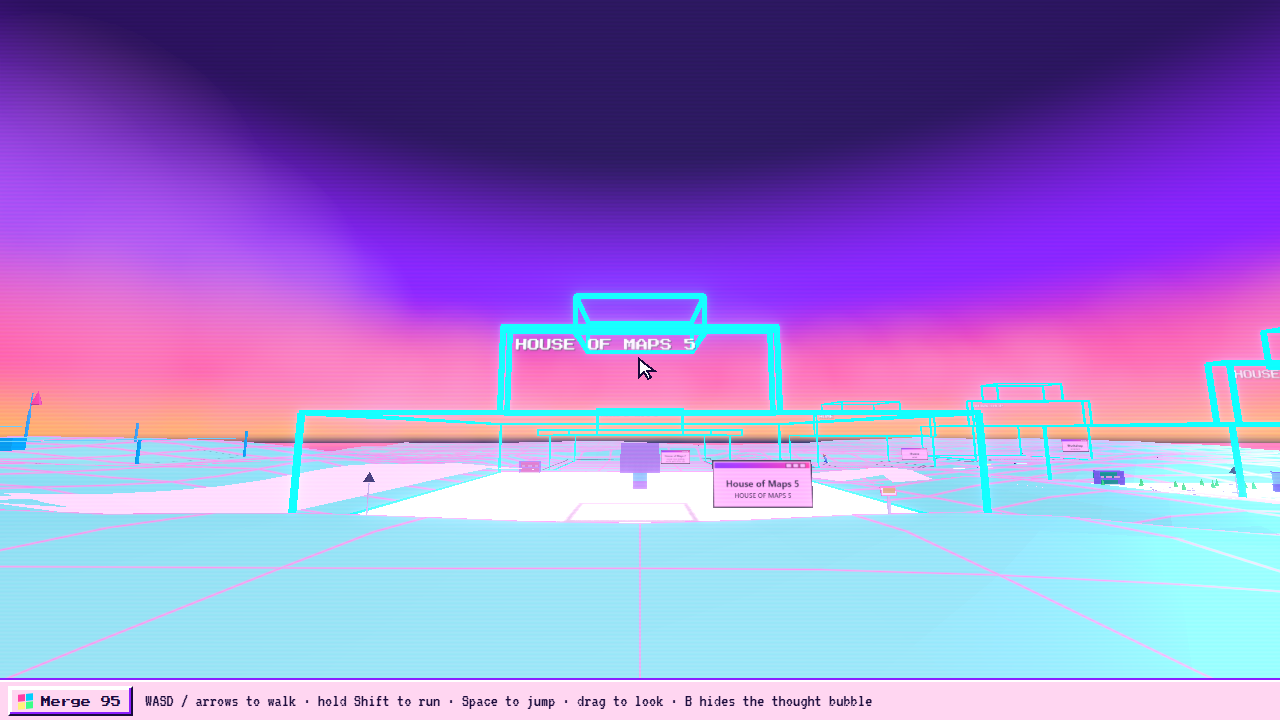 HOUSE OF MAPS 5
HOUSE
House of Maps 5
HOUSE OF MAPS 5
Merge 95
WASD / arrows to walk · hold Shift to run · Space to jump · drag to look · B hides the thought bubble